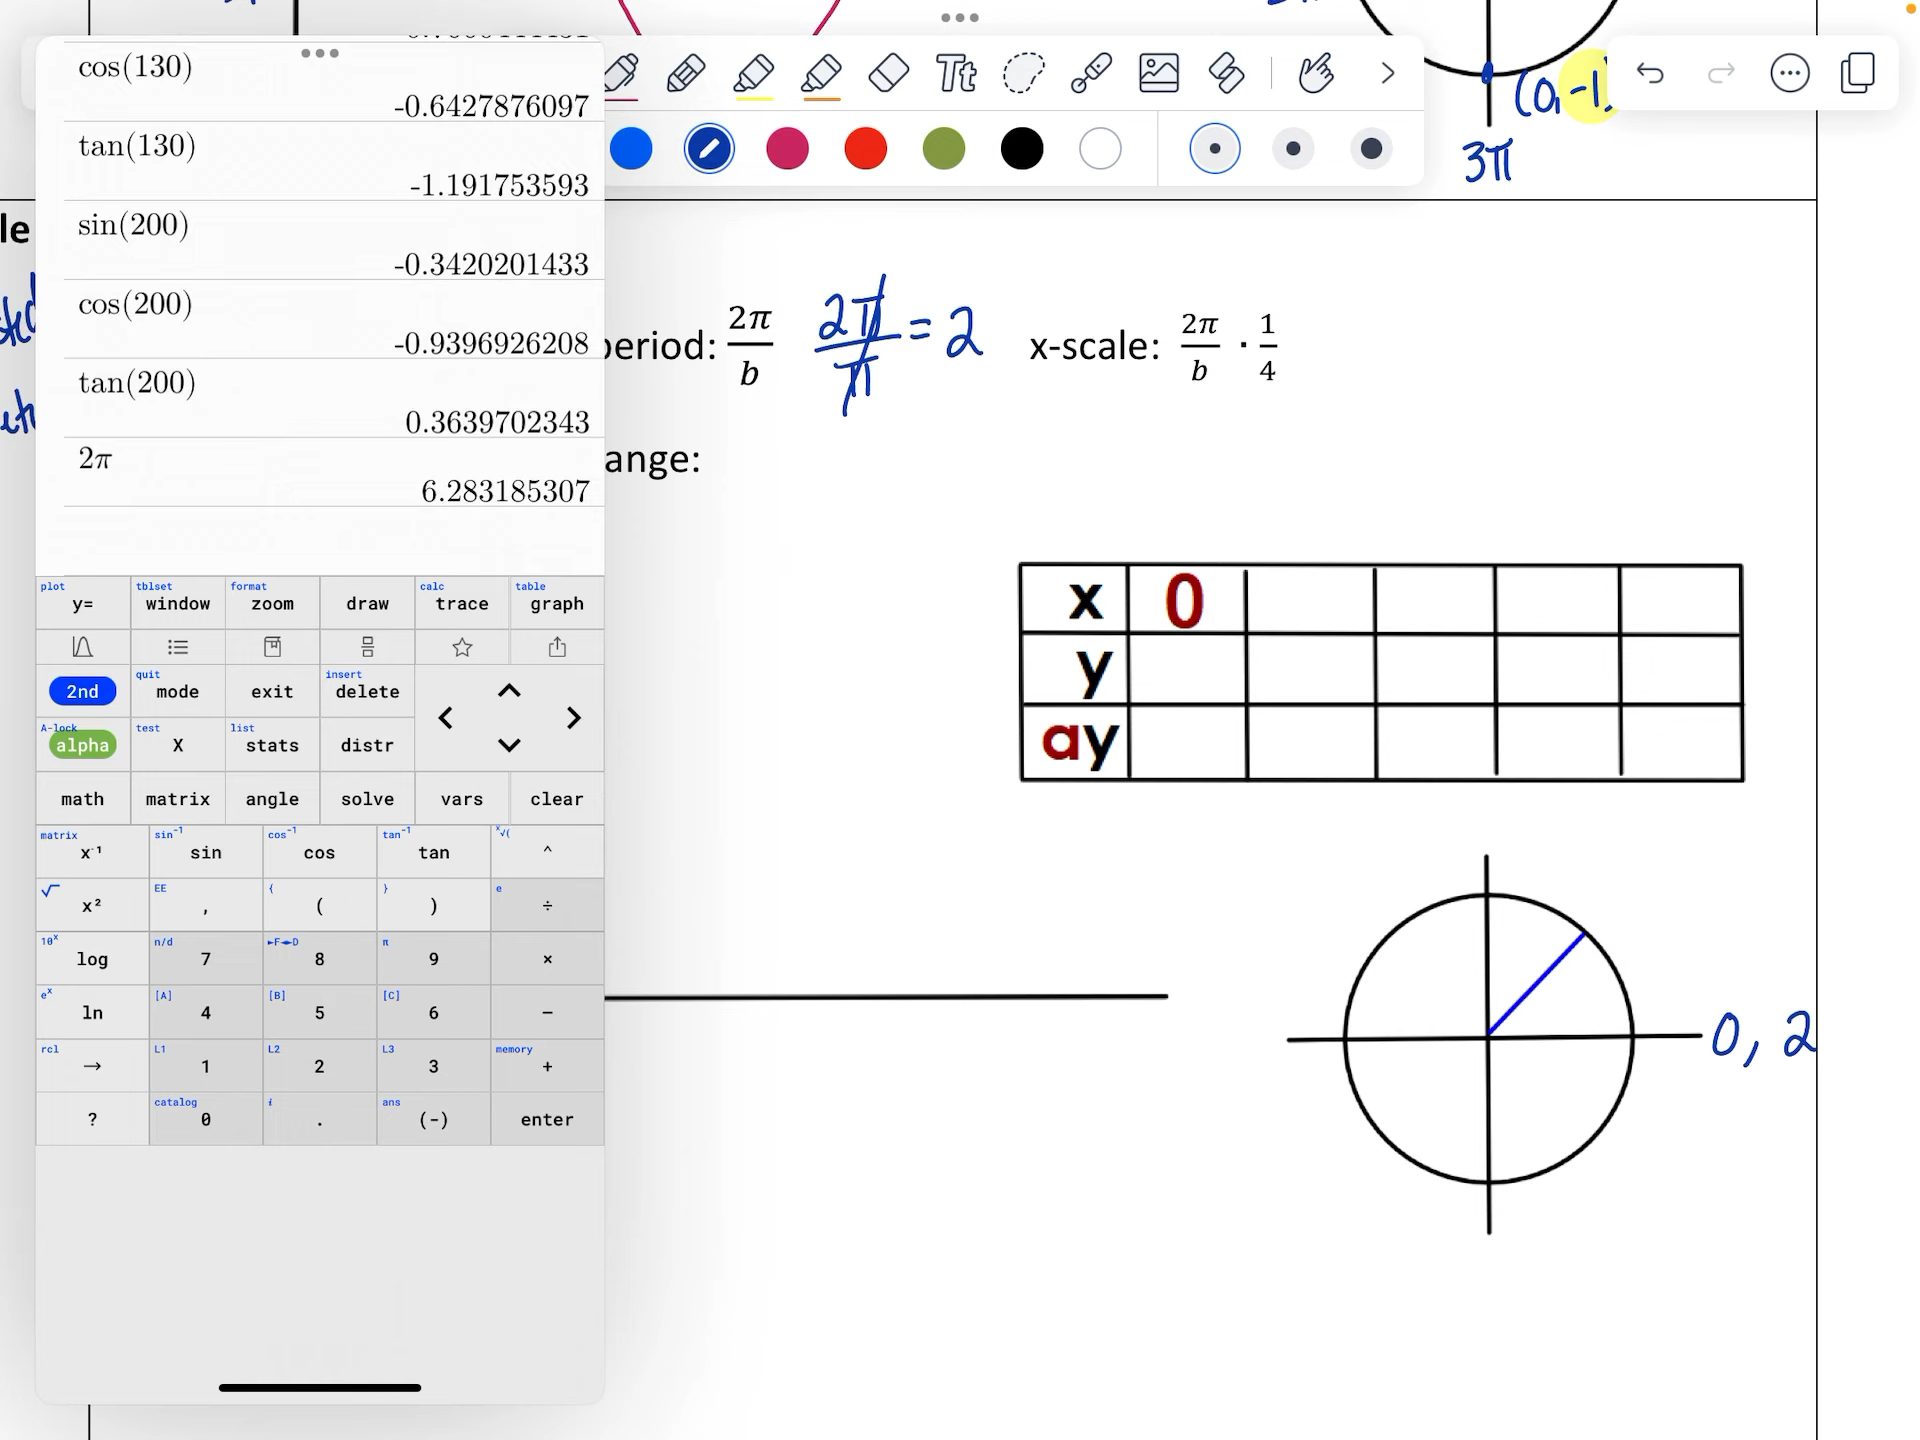 cos(130)
-0.6427876097
tan(130)
-1.191753593
sin(200)
-0.3420201433
cos(200)
-0.9396926208
tan(200)
0.3639702343
2π
6.283185307
plot tblset format calc table
y= window zoom draw trace graph
quit insert
2nd mode exit delete
A-lock test list
alpha X stats distr
math matrix angle solve vars clear
matrix sin⁻¹ cos⁻¹ tan⁻¹ ˣ√(
x⁻¹ sin cos tan ^
√ EE { } e
x² , ( ) ÷
10ˣ n/d ►F◄►D π
log 7 8 9 ×
eˣ [A] [B] [C]
ln 4 5 6 −
rcl L1 L2 L3 memory
→ 1 2 3 +
catalog i ans
? 0 . (-) enter
Tt
(0,-1)
3π
le
period: 2π/b 2π/π = 2 x-scale: 2π/b · 1/4
ange:
x 0
y
ay
0, 2